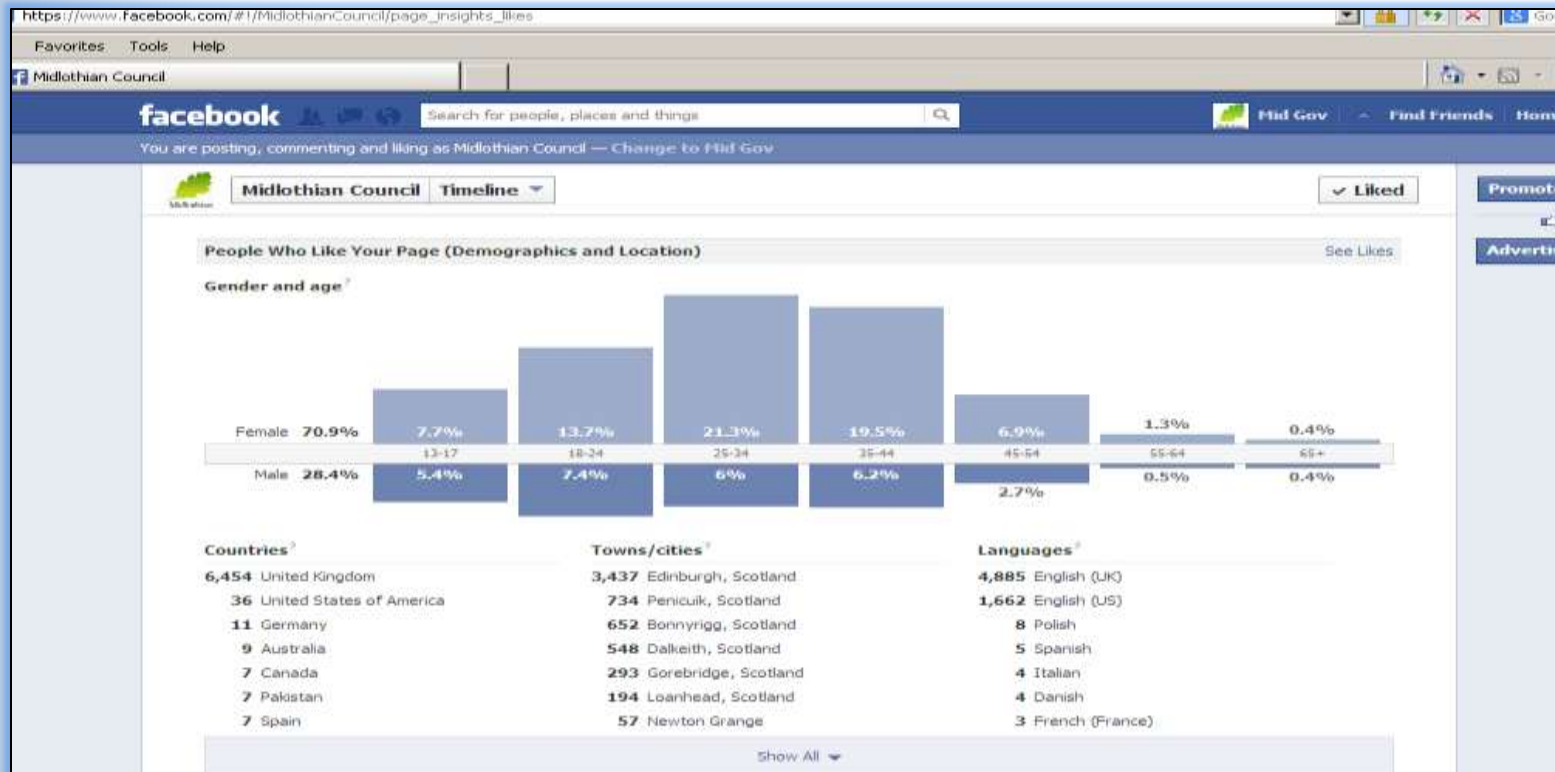 https://www.facebook.com/#!/MidlothianCouncil/page_insights_likes
Favorites Tools Help
Midlothian Council
facebook Search for people, places and things Mid Gov Find Friends Hom
You are posting, commenting and liking as Midlothian Council — Change to Mid Gov
Midlothian Council Timeline Liked Promot
People Who Like Your Page (Demographics and Location) See Likes Adverti
Gender and age?
Female 70.9% 7.7% 13.7% 21.3% 19.5% 6.9% 1.3% 0.4%
13-17 18-24 25-34 35-44 45-54 55-64 65+
Male 28.4% 5.4% 7.4% 6% 6.2% 2.7% 0.5% 0.4%
Countries? Towns/cities? Languages?
6,454 United Kingdom 3,437 Edinburgh, Scotland 4,885 English (UK)
36 United States of America 734 Penicuik, Scotland 1,662 English (US)
11 Germany 652 Bonnyrigg, Scotland 8 Polish
9 Australia 548 Dalkeith, Scotland 5 Spanish
7 Canada 293 Gorebridge, Scotland 4 Italian
7 Pakistan 194 Loanhead, Scotland 4 Danish
7 Spain 57 Newton Grange 3 French (France)
Show All